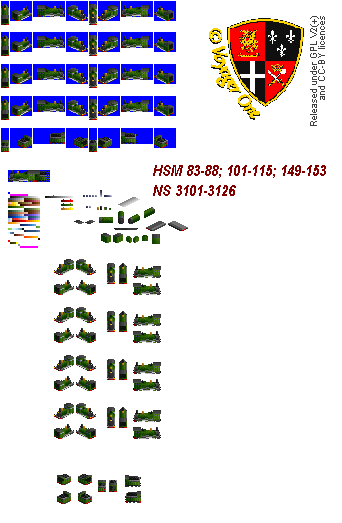 © Voyager One
Released under GPL V2(+)
and CC-BY licences
HSM 83-88; 101-115; 149-153
NS 3101-3126